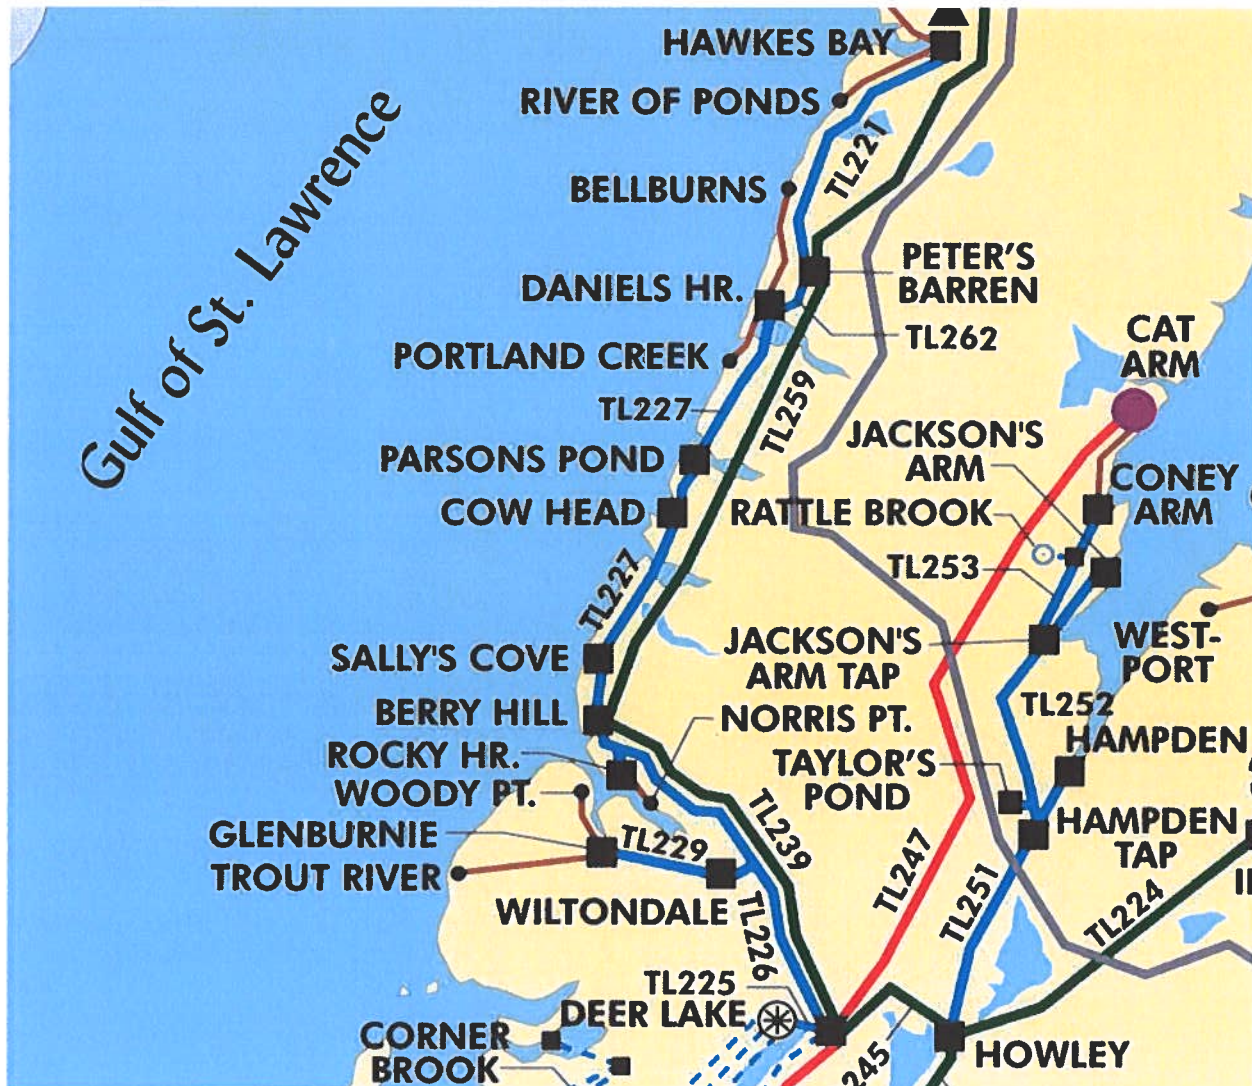 HAWKES BAY
RIVER OF PONDS
TL221
BELLBURNS
Gulf of St. Lawrence
PETER'S
BARREN
DANIELS HR.
TL262
CAT
ARM
PORTLAND CREEK
TL259
TL227
JACKSON'S
ARM
PARSONS POND
CONEY
ARM
COW HEAD
RATTLE BROOK
TL253
TL227
WEST-
PORT
JACKSON'S
ARM TAP
SALLY'S COVE
TL252
BERRY HILL
NORRIS PT.
HAMPDEN
ROCKY HR.
TAYLOR'S
POND
WOODY PT.
GLENBURNIE
TL229
TL239
HAMPDEN
TAP
TROUT RIVER
TL247
TL251
TL224
WILTONDALE
TL226
TL225
DEER LAKE
CORNER
BROOK
245
HOWLEY